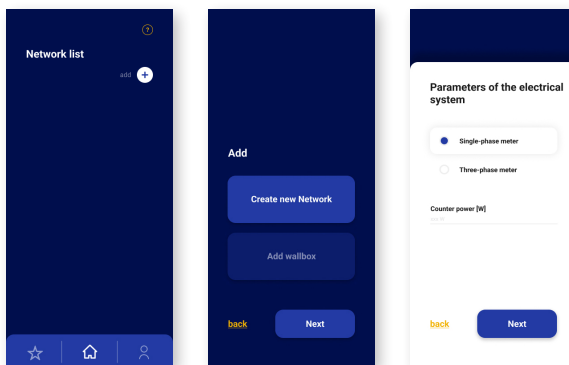 ?
Network list
add +
Add
Create new Network
Add wallbox
back
Next
Parameters of the electrical
system
Single-phase meter
Three-phase meter
Counter power [W]
back
Next